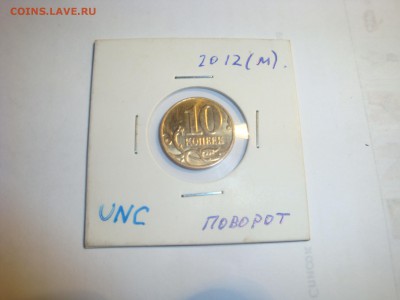 COINS.LAVE.RU
2012(м).
10
КОПЕЕК
UNC
ПОВОРОТ